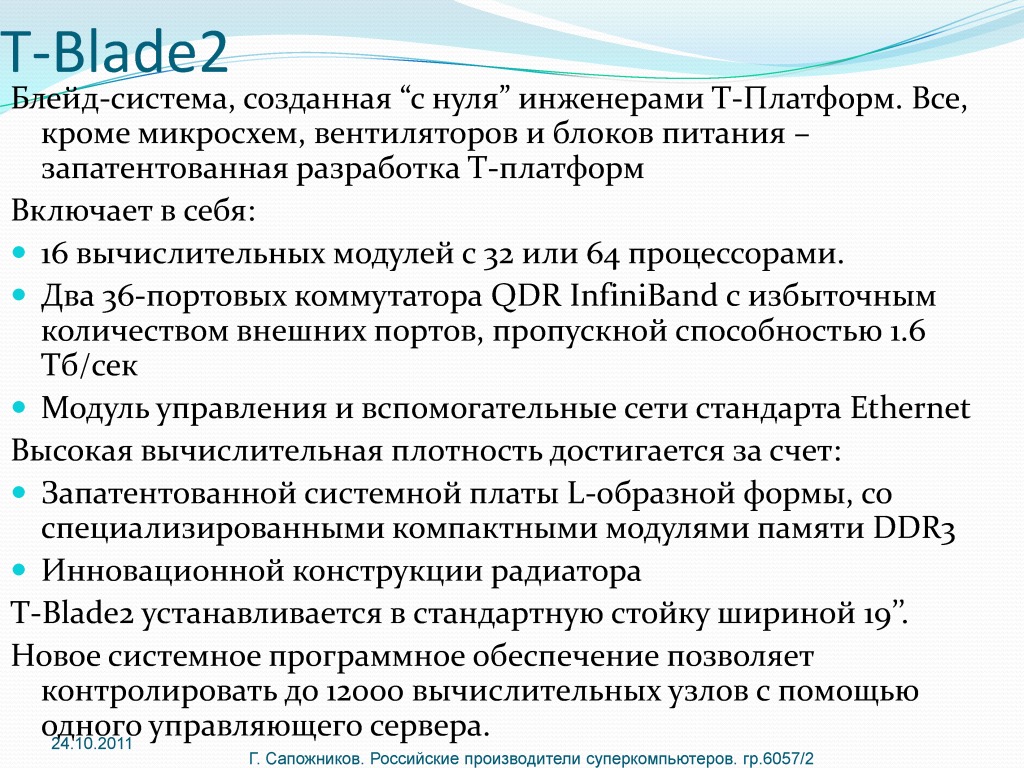 T-Blade2
Блейд-система, созданная “с нуля” инженерами Т-Платформ. Все,
кроме микросхем, вентиляторов и блоков питания –
запатентованная разработка Т-платформ
Включает в себя:
• 16 вычислительных модулей с 32 или 64 процессорами.
• Два 36-портовых коммутатора QDR InfiniBand с избыточным
количеством внешних портов, пропускной способностью 1.6
Тб/сек
• Модуль управления и вспомогательные сети стандарта Ethernet
Высокая вычислительная плотность достигается за счет:
• Запатентованной системной платы L-образной формы, со
специализированными компактными модулями памяти DDR3
• Инновационной конструкции радиатора
T-Blade2 устанавливается в стандартную стойку шириной 19”.
Новое системное программное обеспечение позволяет
контролировать до 12000 вычислительных узлов с помощью
одного управляющего сервера.
24.10.2011
Г. Сапожников. Российские производители суперкомпьютеров. гр.6057/2